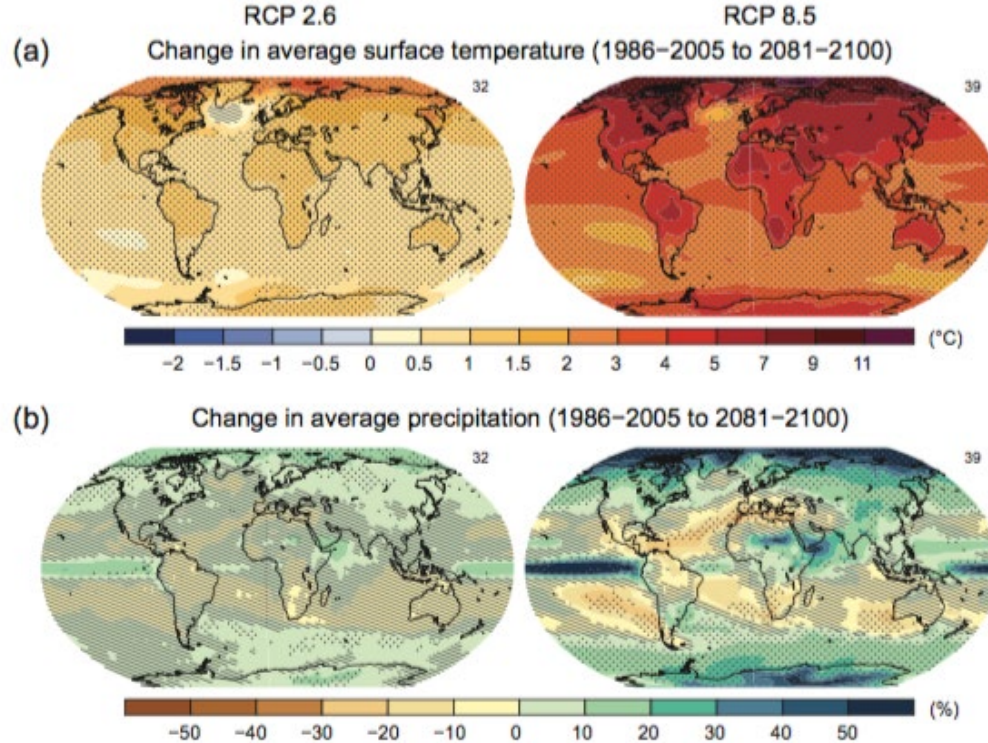 RCP 2.6 RCP 8.5
(a) Change in average surface temperature (1986−2005 to 2081−2100)
32 39
−2 −1.5 −1 −0.5 0 0.5 1 1.5 2 3 4 5 7 9 11 (°C)
(b) Change in average precipitation (1986−2005 to 2081−2100)
32 39
−50 −40 −30 −20 −10 0 10 20 30 40 50 (%)